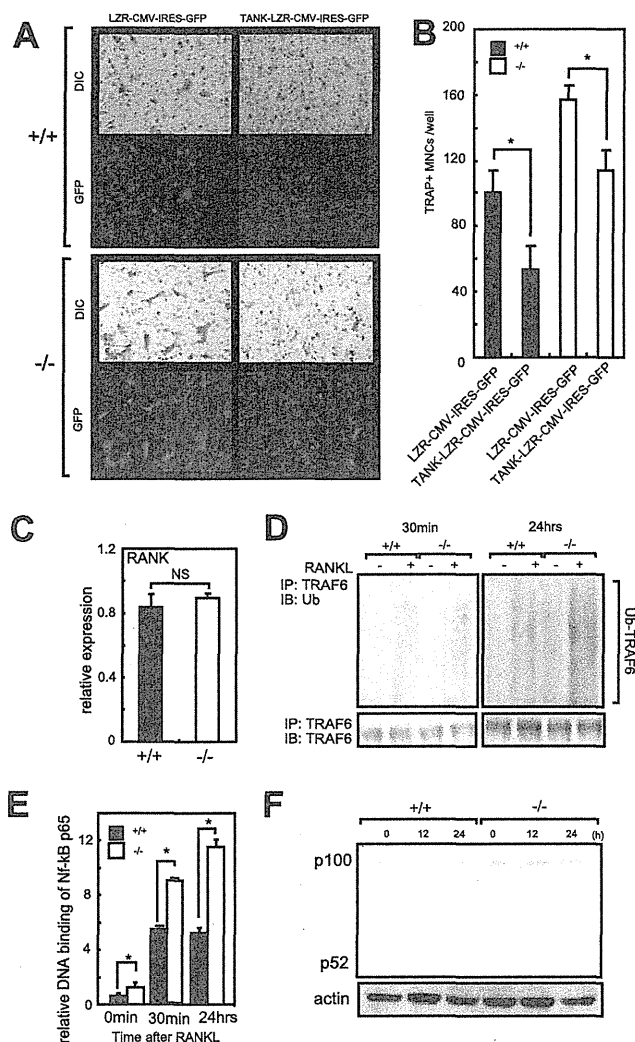 A
LZR-CMV-IRES-GFP TANK-LZR-CMV-IRES-GFP
DIC
+/+
GFP
DIC
-/-
GFP
B
+/+
-/-
200
160
120
80
40
0
TRAP+ MNCs /well
*
*
LZR-CMV-IRES-GFP
TANK-LZR-CMV-IRES-GFP
LZR-CMV-IRES-GFP
TANK-LZR-CMV-IRES-GFP
C
RANK
NS
1.2
0.8
0.4
0
relative expression
+/+ -/-
D
30min 24hrs
+/+ -/- +/+ -/-
RANKL - + - + - + - +
IP: TRAF6
IB: Ub
Ub-TRAF6
IP: TRAF6
IB: TRAF6
E
+/+
-/-
12
8
4
0
relative DNA binding of Nf-kB p65
*
*
*
0min 30min 24hrs
Time after RANKL
F
+/+ -/-
0 12 24 0 12 24 (h)
p100
p52
actin